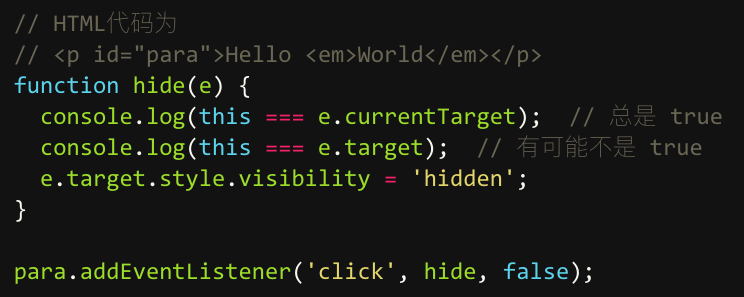 // HTML代码为
// <p id="para">Hello <em>World</em></p>
function hide(e) {
  console.log(this === e.currentTarget);  // 总是 true
  console.log(this === e.target);  // 有可能不是 true
  e.target.style.visibility = 'hidden';
}

para.addEventListener('click', hide, false);